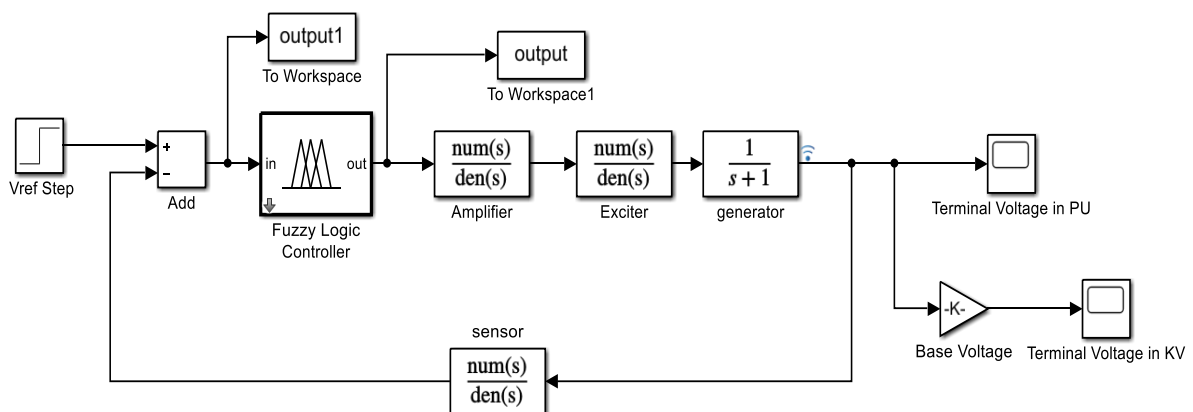 output1
To Workspace
output
To Workspace1
Vref Step
+
−
Add
in
out
Fuzzy Logic
Controller
num(s)
den(s)
Amplifier
num(s)
den(s)
Exciter
1
s + 1
generator
Terminal Voltage in PU
-K-
Base Voltage
Terminal Voltage in KV
sensor
num(s)
den(s)